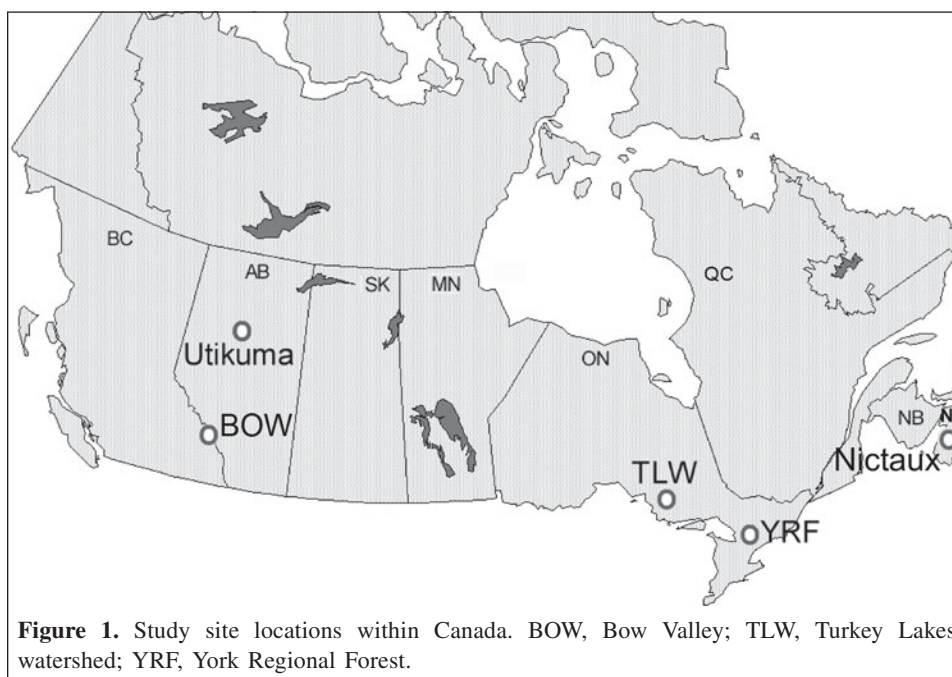 BC
AB
SK
MN
QC
Utikuma
ON
BOW
NB
N
Nictaux
TLW
YRF
Figure 1. Study site locations within Canada. BOW, Bow Valley; TLW, Turkey Lakes
watershed; YRF, York Regional Forest.